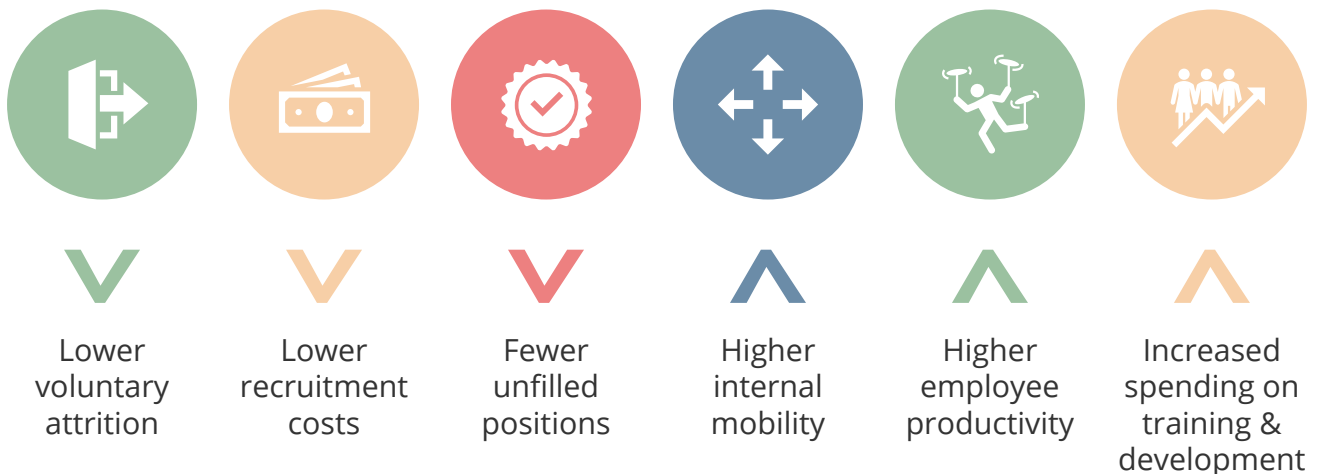 Lower
voluntary
attrition
Lower
recruitment
costs
Fewer
unfilled
positions
Higher
internal
mobility
Higher
employee
productivity
Increased
spending on
training &
development